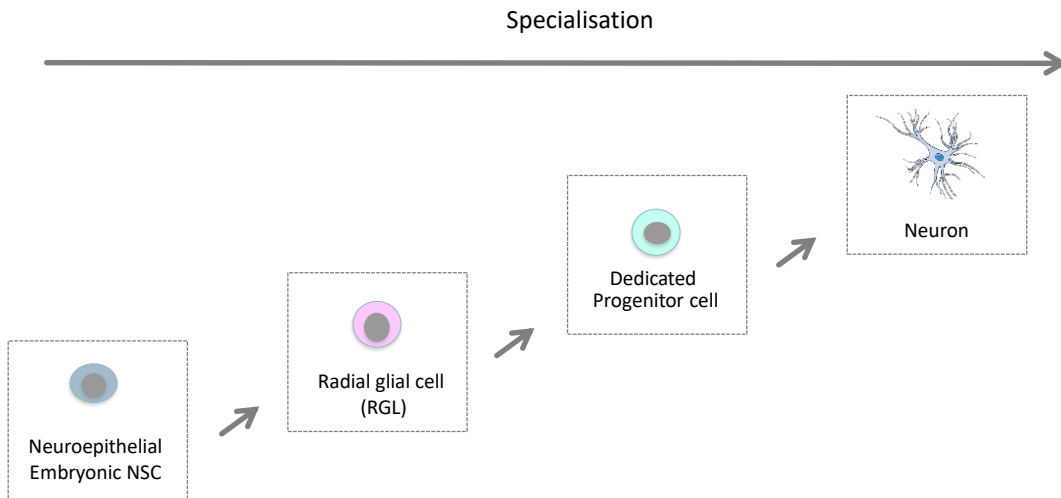 Specialisation
Neuron
Dedicated
Progenitor cell
Radial glial cell
(RGL)
Neuroepithelial
Embryonic NSC